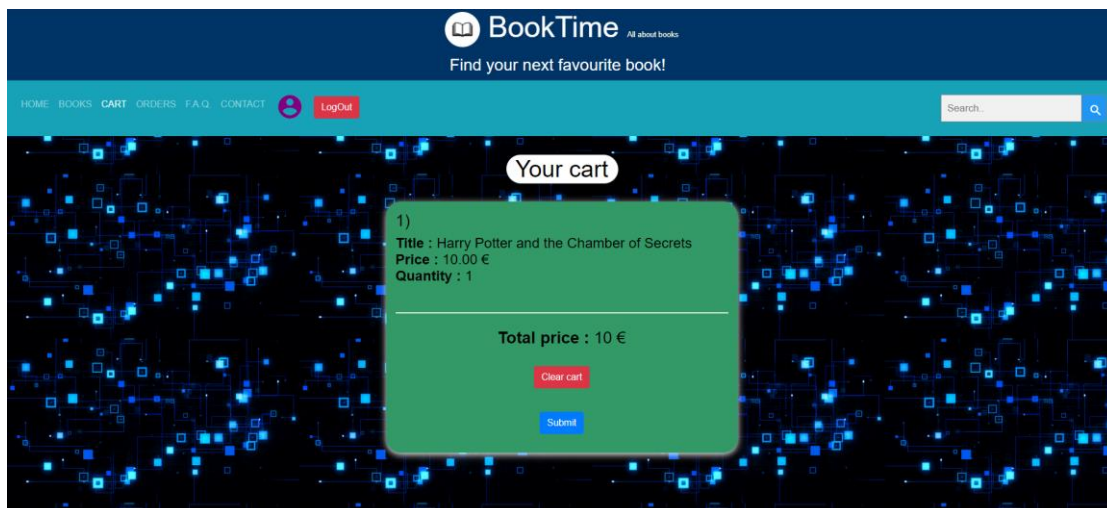 BookTime All about books
Find your next favourite book!
HOME BOOKS CART ORDERS F.A.Q. CONTACT LogOut Search..
Your cart
1)
Title : Harry Potter and the Chamber of Secrets
Price : 10.00 €
Quantity : 1
Total price : 10 €
Clear cart
Submit